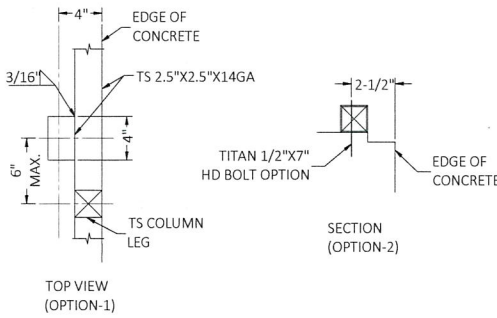 4"
EDGE OF
CONCRETE
3/16"
TS 2.5"X2.5"X14GA
4"
6"
MAX.
TS COLUMN
LEG
TOP VIEW
(OPTION-1)
2-1/2"
TITAN 1/2"X7"
HD BOLT OPTION
EDGE OF
CONCRETE
SECTION
(OPTION-2)